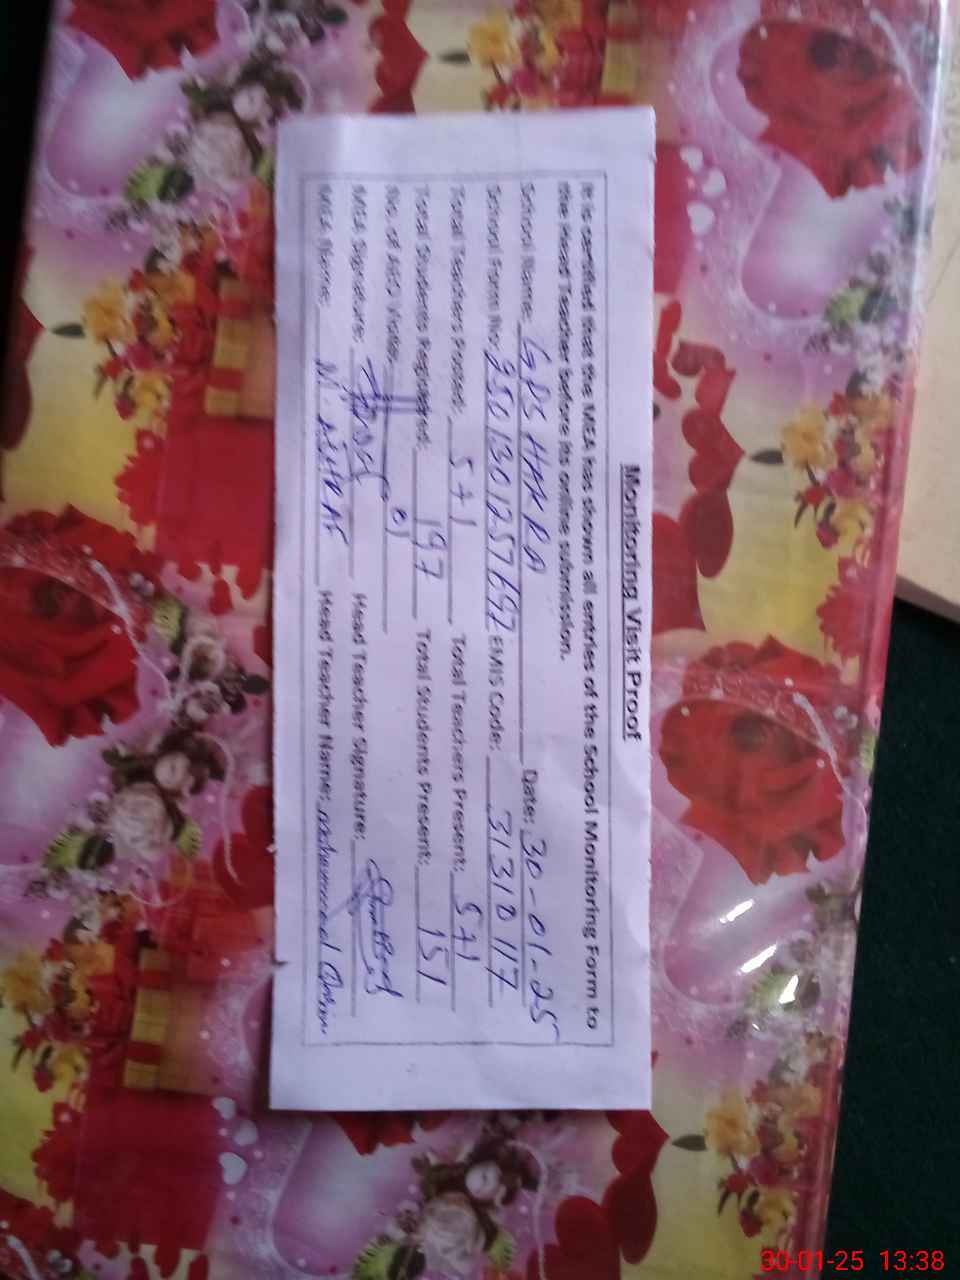 Monitoring Visit Proof
It is certified that the MEA has shown all entries of the School Monitoring Form to
the Head Teacher before its online submission.
School Name: GPS HAKRA Date: 30-01-25
School Form No: 3501301257692 EMIS Code: 31310117
Total Teachers Posted: 5+1 Total Teachers Present: 5+1
Total Students Registered: 197 Total Students Present: 151
No. of AEO Visits: 01
MEA Signature: Head Teacher Signature:
MEA Name: M. ASHRAF Head Teacher Name: Muhammad
30-01-25 13:38